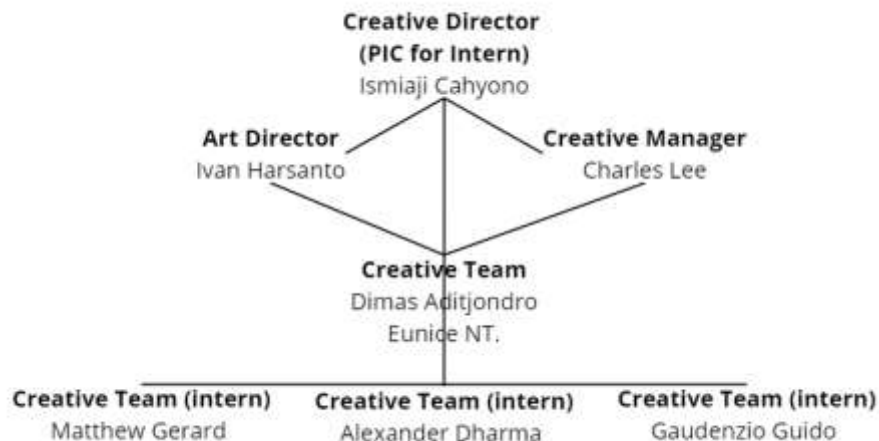 Creative Director
(PIC for Intern)
Ismiaji Cahyono
Art Director
Ivan Harsanto
Creative Manager
Charles Lee
Creative Team
Dimas Aditjondro
Eunice NT.
Creative Team (intern)
Matthew Gerard
Creative Team (intern)
Alexander Dharma
Creative Team (intern)
Gaudenzio Guido